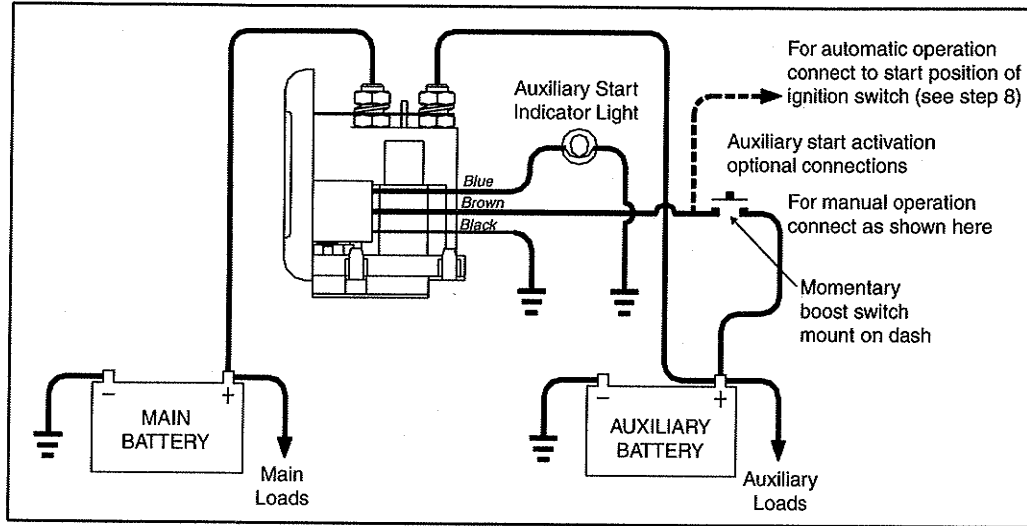 For automatic operation
connect to start position of
ignition switch (see step 8)
Auxiliary Start
Indicator Light
Auxiliary start activation
optional connections
Blue
Brown
Black
For manual operation
connect as shown here
Momentary
boost switch
mount on dash
− +
MAIN
BATTERY
Main
Loads
− +
AUXILIARY
BATTERY
Auxiliary
Loads